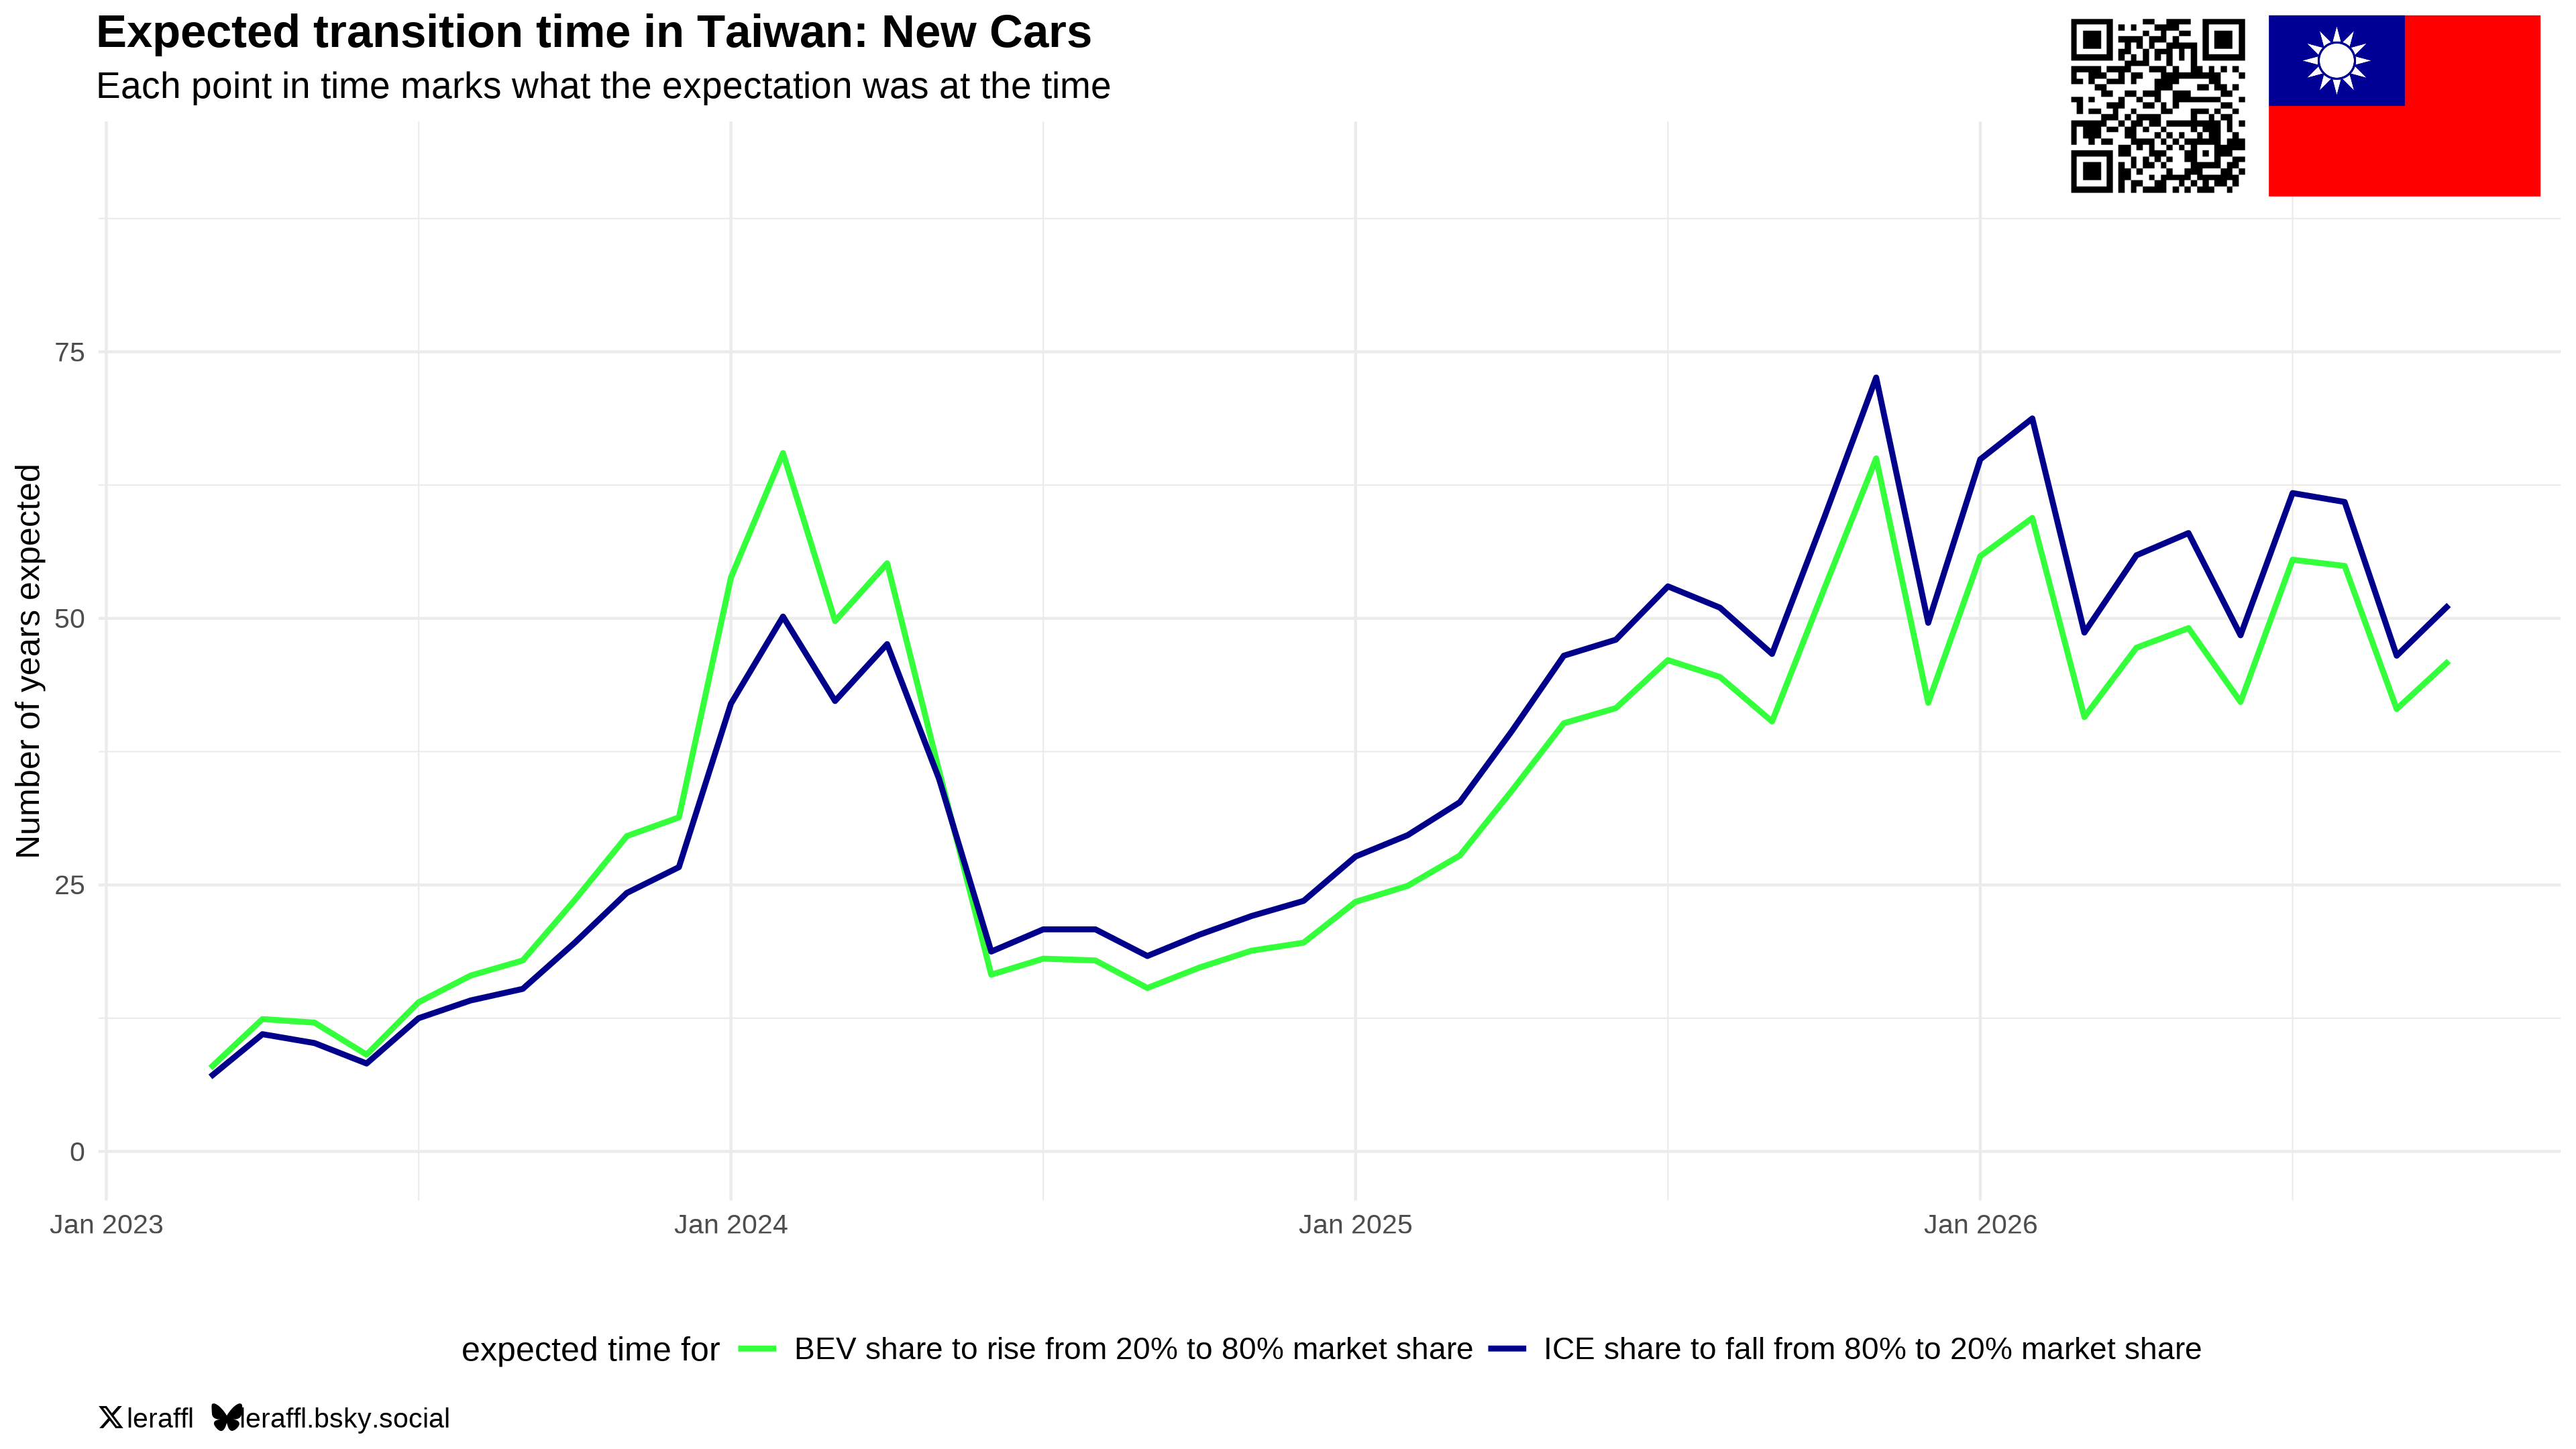 Expected transition time in Taiwan: New Cars
Each point in time marks what the expectation was at the time
Number of years expected
75
50
25
0
Jan 2023
Jan 2024
Jan 2025
Jan 2026
expected time for BEV share to rise from 20% to 80% market share ICE share to fall from 80% to 20% market share
leraffl leraffl.bsky.social